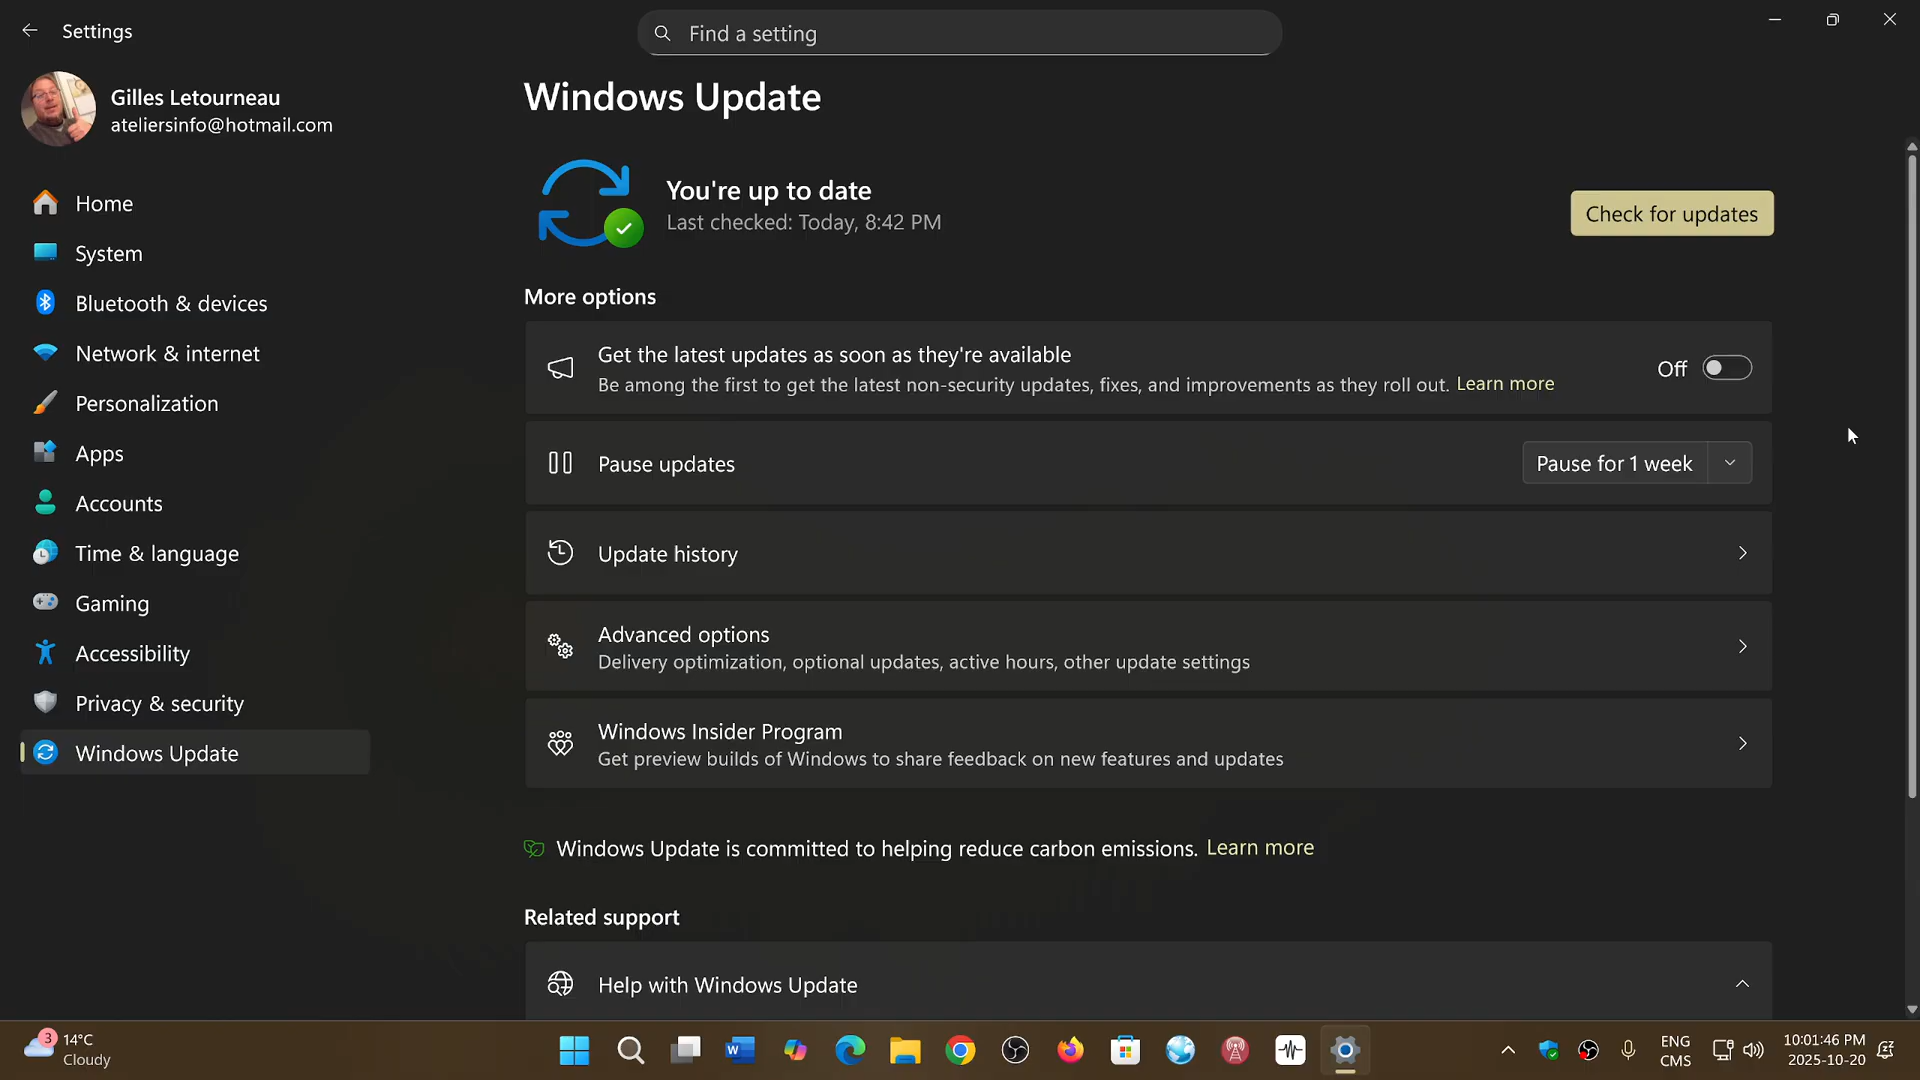 Settings
Find a setting
Gilles Letourneau
ateliersinfo@hotmail.com
Home
System
Bluetooth & devices
Network & internet
Personalization
Apps
Accounts
Time & language
Gaming
Accessibility
Privacy & security
Windows Update
Windows Update
You're up to date
Last checked: Today, 8:42 PM
Check for updates
More options
Get the latest updates as soon as they're available
Be among the first to get the latest non-security updates, fixes, and improvements as they roll out. Learn more
Off
Pause updates
Pause for 1 week
Update history
Advanced options
Delivery optimization, optional updates, active hours, other update settings
Windows Insider Program
Get preview builds of Windows to share feedback on new features and updates
Windows Update is committed to helping reduce carbon emissions. Learn more
Related support
Help with Windows Update
3
14°C
Cloudy
W
ENG
CMS
10:01:46 PM
2025-10-20